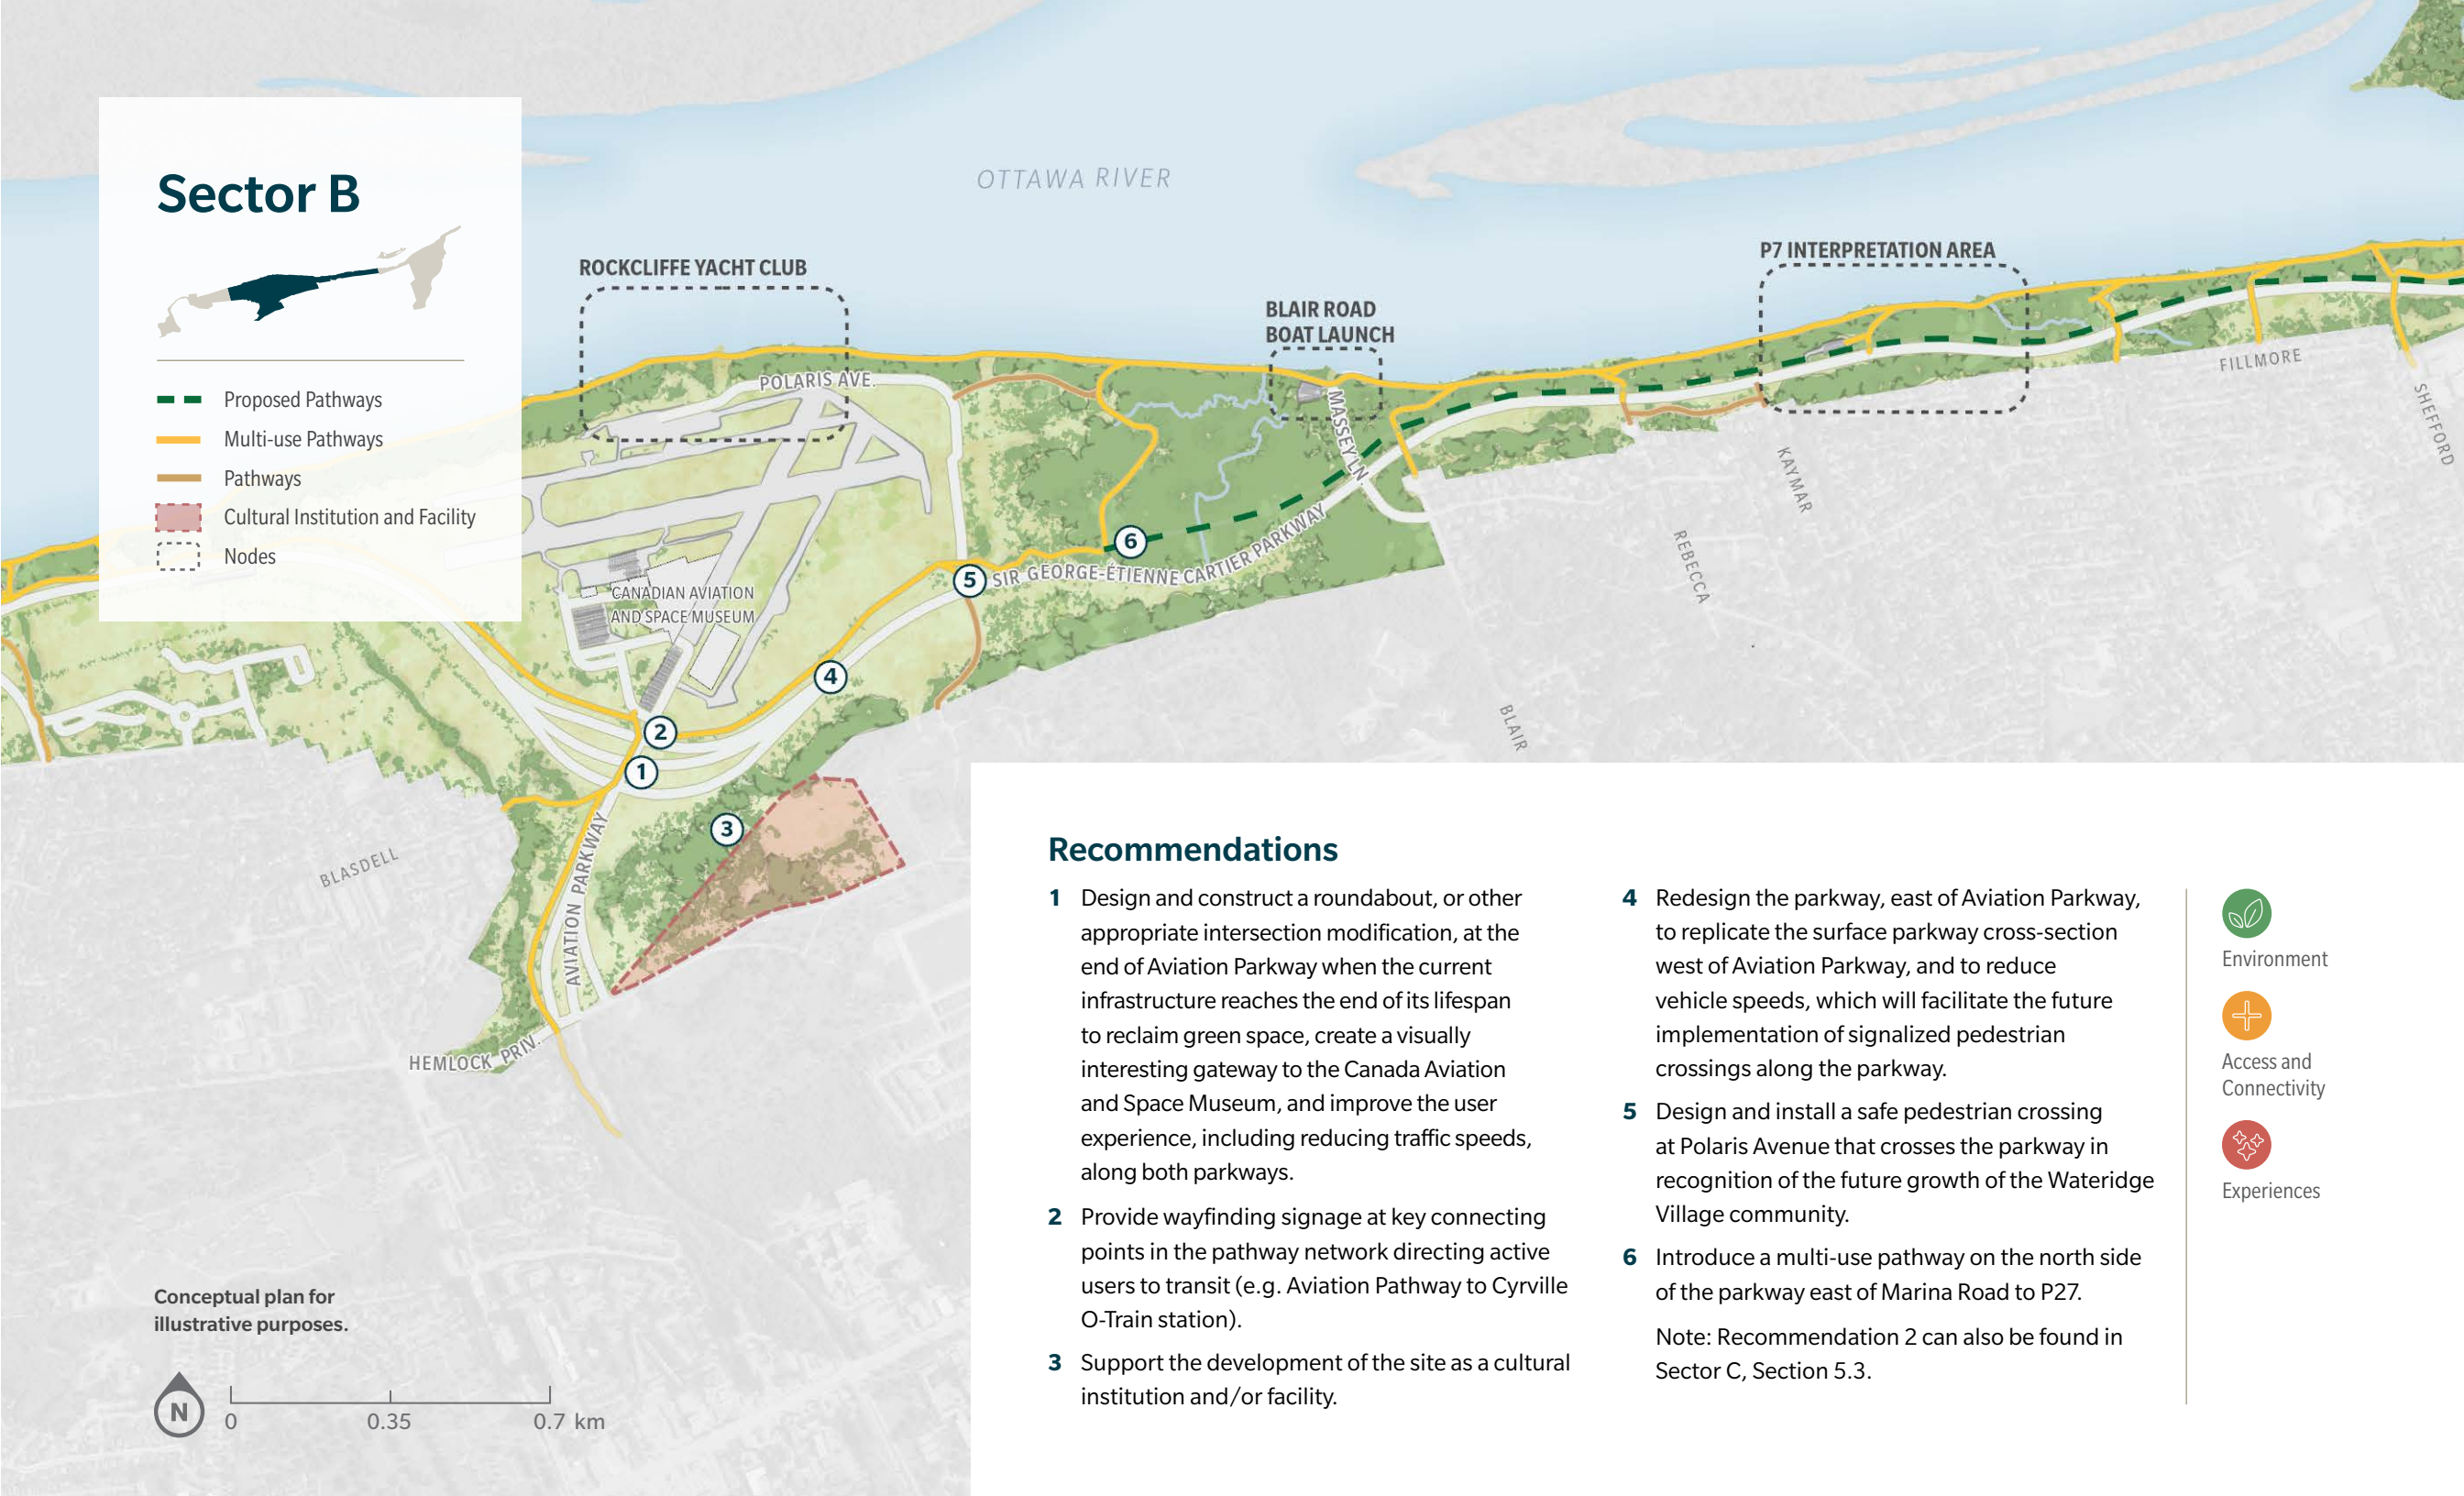 Sector B
Proposed Pathways
Multi-use Pathways
Pathways
Cultural Institution and Facility
Nodes
OTTAWA RIVER
ROCKCLIFFE YACHT CLUB
BLAIR ROAD
BOAT LAUNCH
P7 INTERPRETATION AREA
POLARIS AVE.
MASSEY LN.
FILLMORE
SHEFFORD
KAYMAR
REBECCA
BLAIR
SIR GEORGE-ÉTIENNE CARTIER PARKWAY
CANADIAN AVIATION
AND SPACE MUSEUM
6
5
4
2
1
3
AVIATION PARKWAY
BLASDELL
HEMLOCK PRIV.
Conceptual plan for
illustrative purposes.
N
0 0.35 0.7 km
Recommendations
1 Design and construct a roundabout, or other
appropriate intersection modification, at the
end of Aviation Parkway when the current
infrastructure reaches the end of its lifespan
to reclaim green space, create a visually
interesting gateway to the Canada Aviation
and Space Museum, and improve the user
experience, including reducing traffic speeds,
along both parkways.
2 Provide wayfinding signage at key connecting
points in the pathway network directing active
users to transit (e.g. Aviation Pathway to Cyrville
O-Train station).
3 Support the development of the site as a cultural
institution and/or facility.
4 Redesign the parkway, east of Aviation Parkway,
to replicate the surface parkway cross-section
west of Aviation Parkway, and to reduce
vehicle speeds, which will facilitate the future
implementation of signalized pedestrian
crossings along the parkway.
5 Design and install a safe pedestrian crossing
at Polaris Avenue that crosses the parkway in
recognition of the future growth of the Wateridge
Village community.
6 Introduce a multi-use pathway on the north side
of the parkway east of Marina Road to P27.
Note: Recommendation 2 can also be found in
Sector C, Section 5.3.
Environment
Access and
Connectivity
Experiences